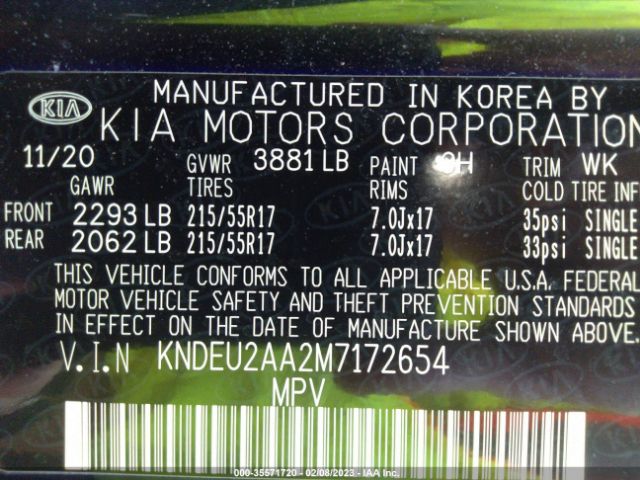 MANUFACTURED IN KOREA BY
KIA KIA MOTORS CORPORATION
11/20 GVWR 3881 LB PAINT TRIM WK
GAWR TIRES RIMS COLD TIRE INF
FRONT 2293 LB 215/55R17 7.0Jx17 35psi SINGLE
REAR 2062 LB 215/55R17 7.0Jx17 33psi SINGLE
THIS VEHICLE CONFORMS TO ALL APPLICABLE U.S.A. FEDERAL
MOTOR VEHICLE SAFETY AND THEFT PREVENTION STANDARDS
IN EFFECT ON THE DATE OF MANUFACTURE SHOWN ABOVE.
V.I.N KNDEU2AA2M7172654
MPV
000-35571720 - 02/08/2023 - IAA Inc.